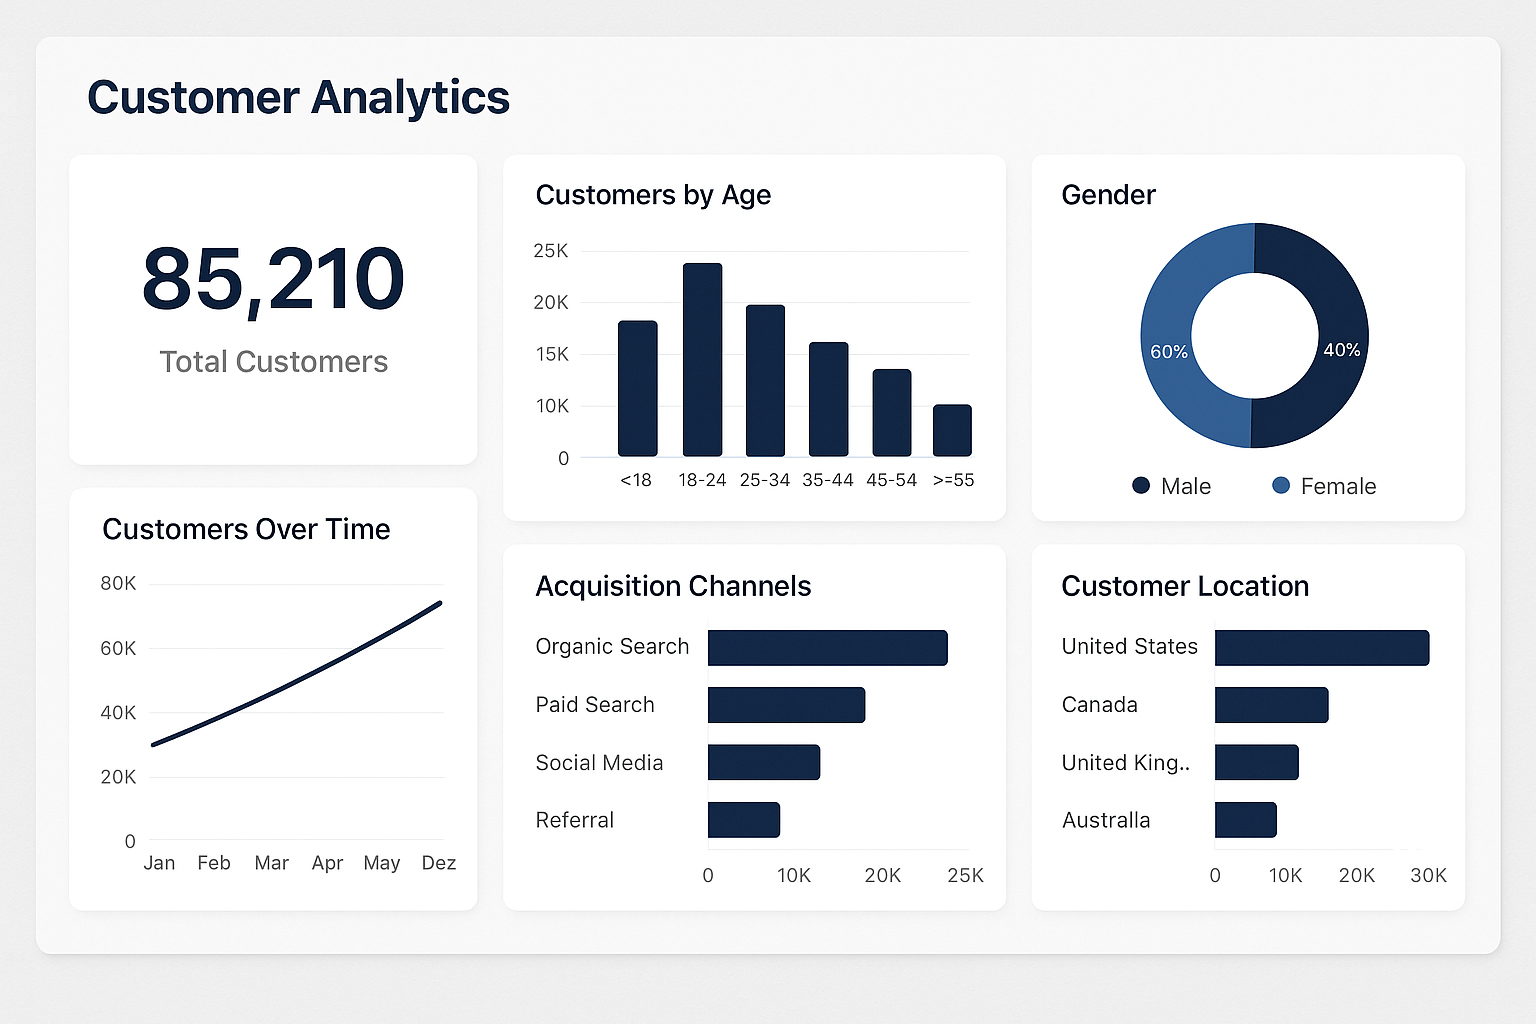 Customer Analytics
85,210
Total Customers
Customers Over Time
80K
60K
40K
20K
0
Jan Feb Mar Apr May Dez
Customers by Age
25K
20K
15K
10K
0
<18 18-24 25-34 35-44 45-54 >=55
Gender
60% 40%
Male Female
Acquisition Channels
Organic Search
Paid Search
Social Media
Referral
0 10K 20K 25K
Customer Location
United States
Canada
United King..
Australla
0 10K 20K 30K